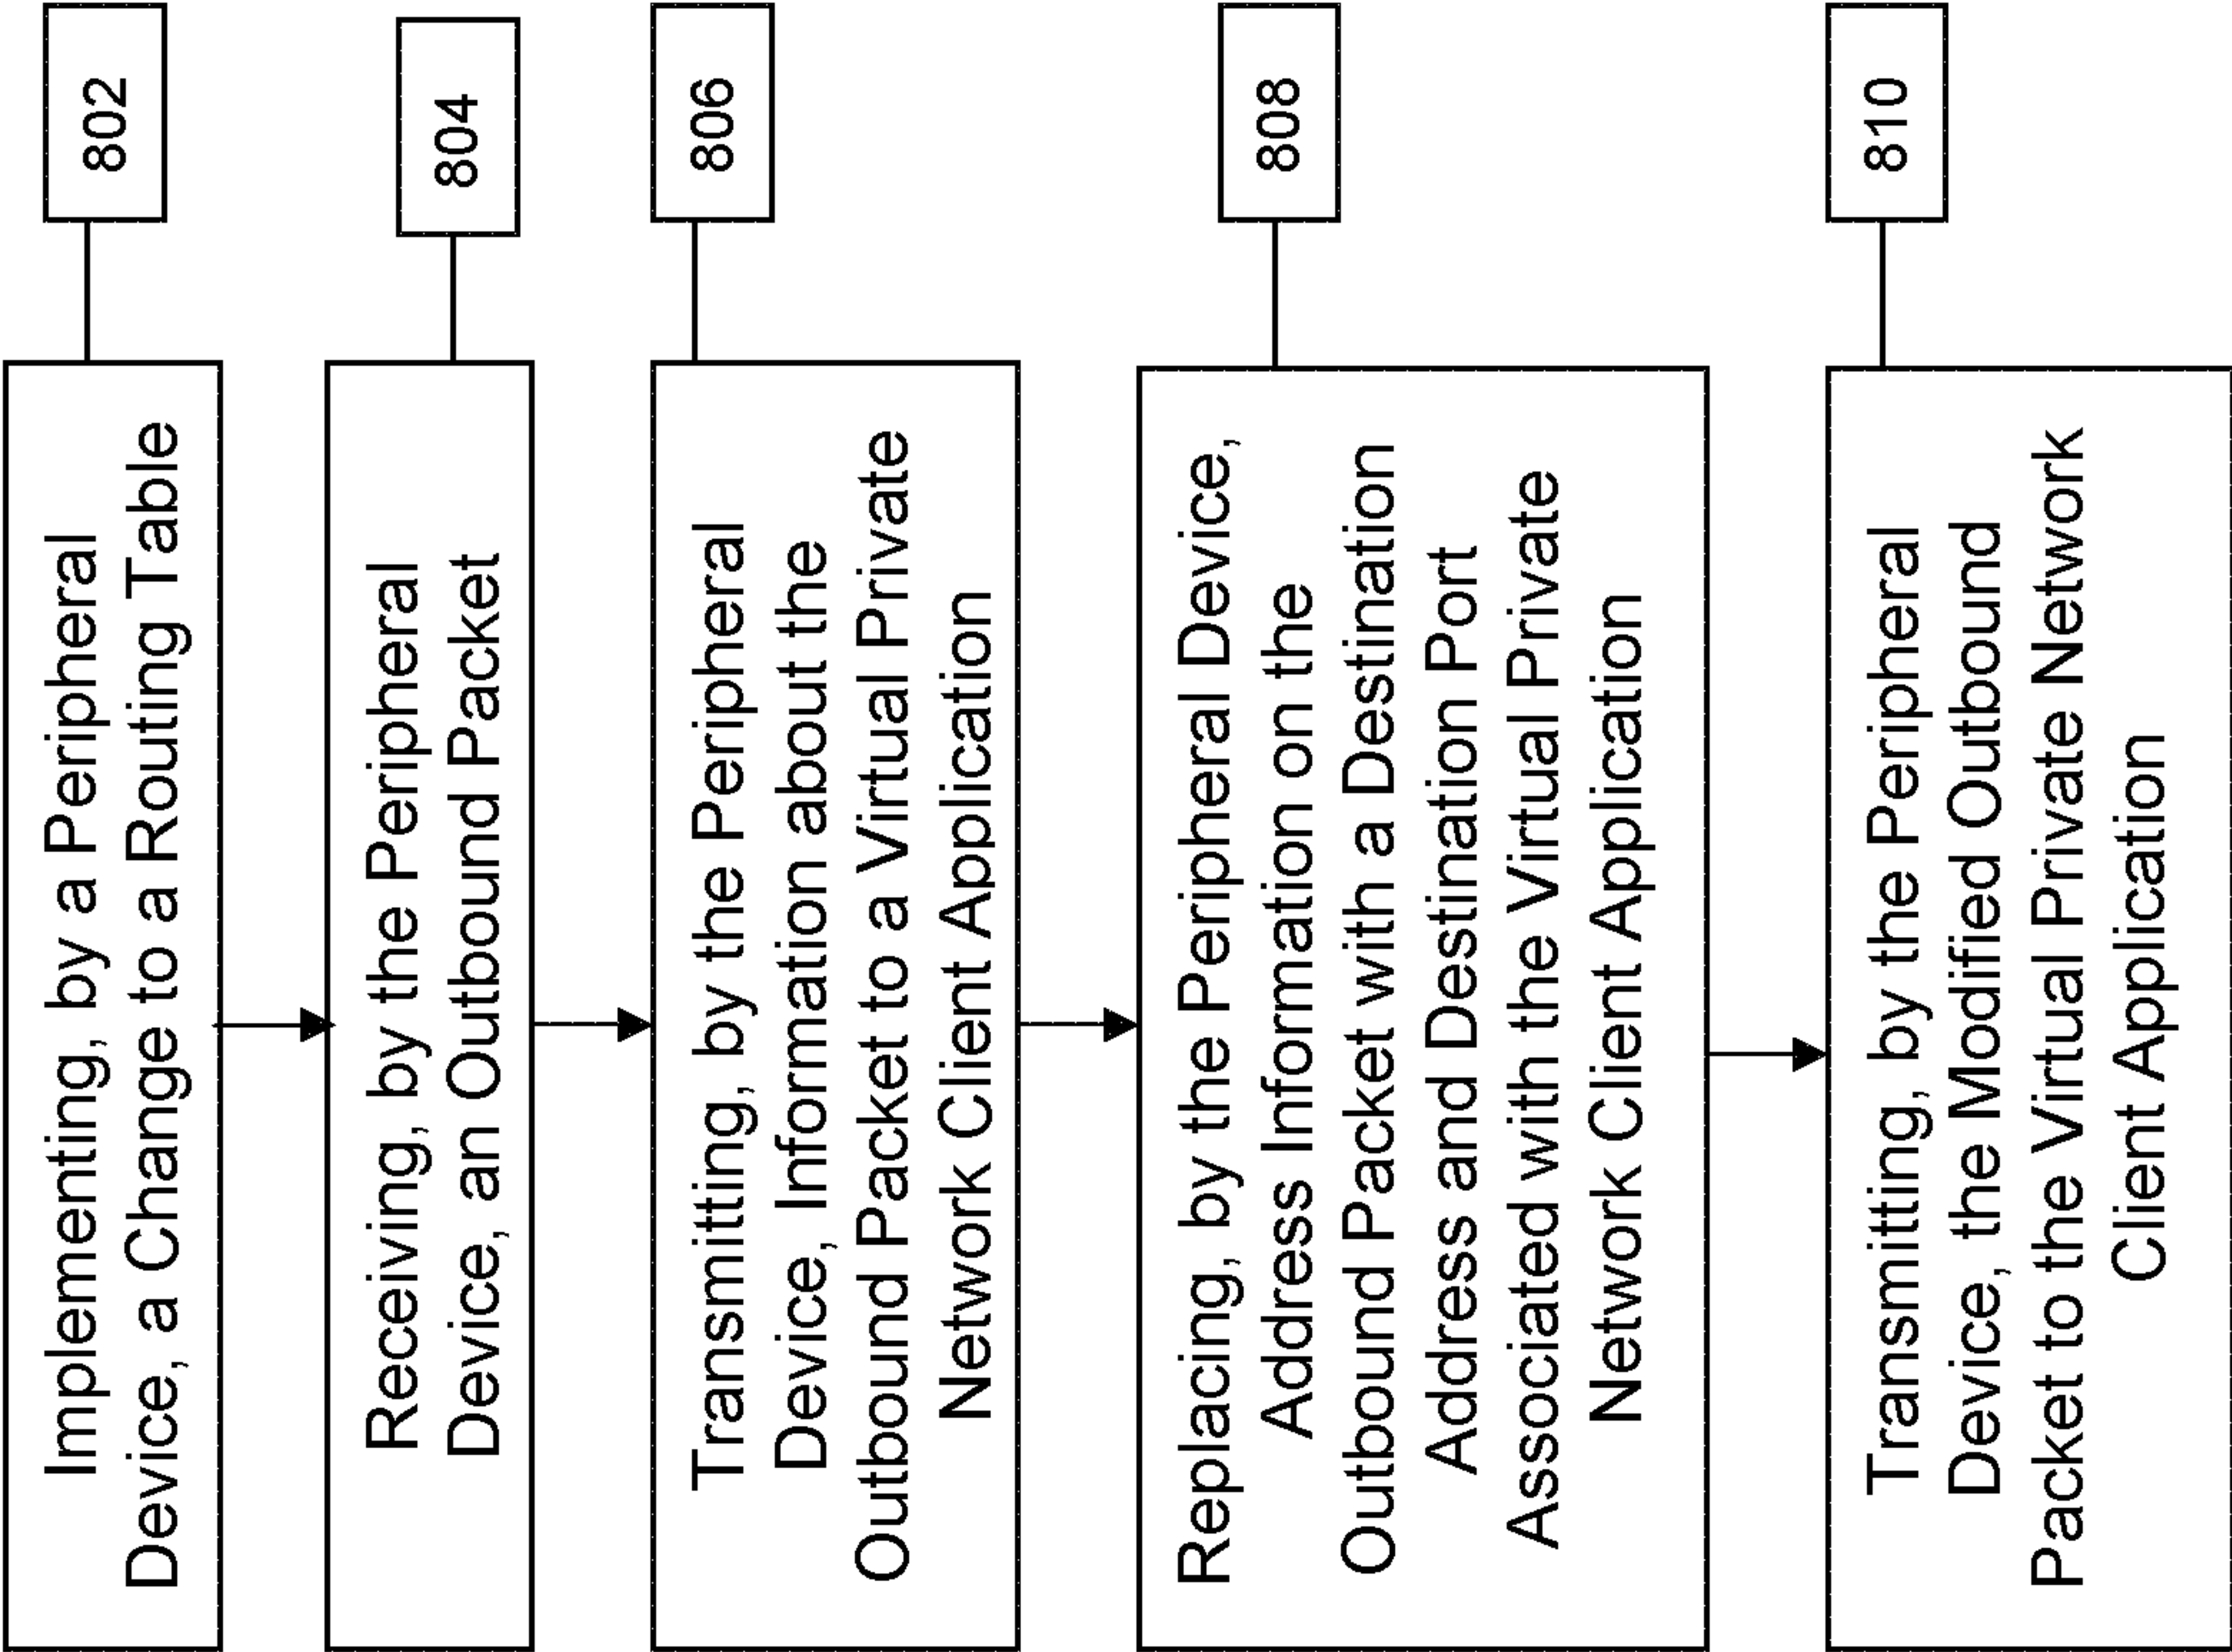 Implementing, by a Peripheral
Device, a Change to a Routing Table
802
Receiving, by the Peripheral
Device, an Outbound Packet
804
Transmitting, by the Peripheral
Device, Information about the
Outbound Packet to a Virtual Private
Network Client Application
806
Replacing, by the Peripheral Device,
Address Information on the
Outbound Packet with a Destination
Address and Destination Port
Associated with the Virtual Private
Network Client Application
808
Transmitting, by the Peripheral
Device, the Modified Outbound
Packet to the Virtual Private Network
Client Application
810